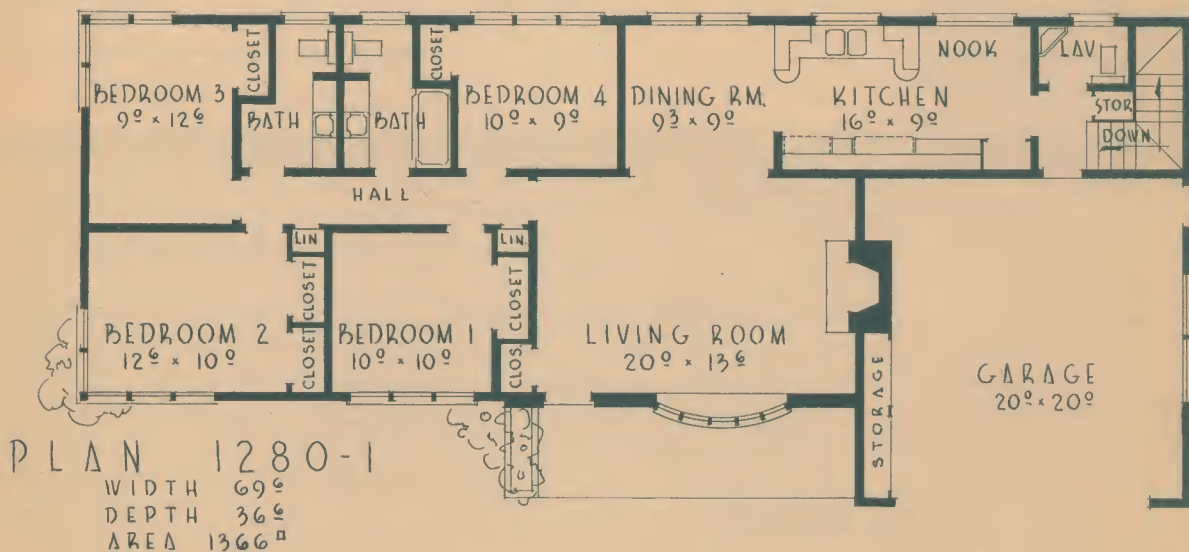 CLOSET
CLOSET
NOOK
LAV.
BEDROOM 3
9⁰ x 12⁶
BATH
BATH
BEDROOM 4
10⁰ x 9⁰
DINING RM.
9³ x 9⁰
KITCHEN
16⁰ x 9⁰
STOR
DOWN
HALL
LIN
LIN.
CLOSET
CLOSET
BEDROOM 2
12⁶ x 10⁰
CLOSET
BEDROOM 1
10⁰ x 10⁰
CLOS.
LIVING ROOM
20⁰ x 13⁶
STORAGE
GARAGE
20⁰ x 20⁰
PLAN 1280-1
WIDTH 69⁶
DEPTH 36⁶
AREA 1366□